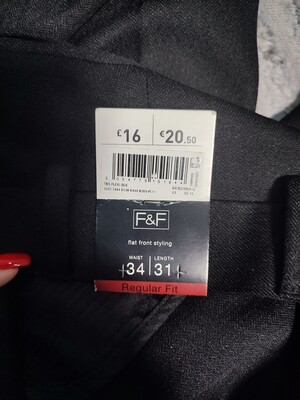 £16 €20.50
F&F
flat front styling
WAIST LENGTH
34 31
Regular Fit